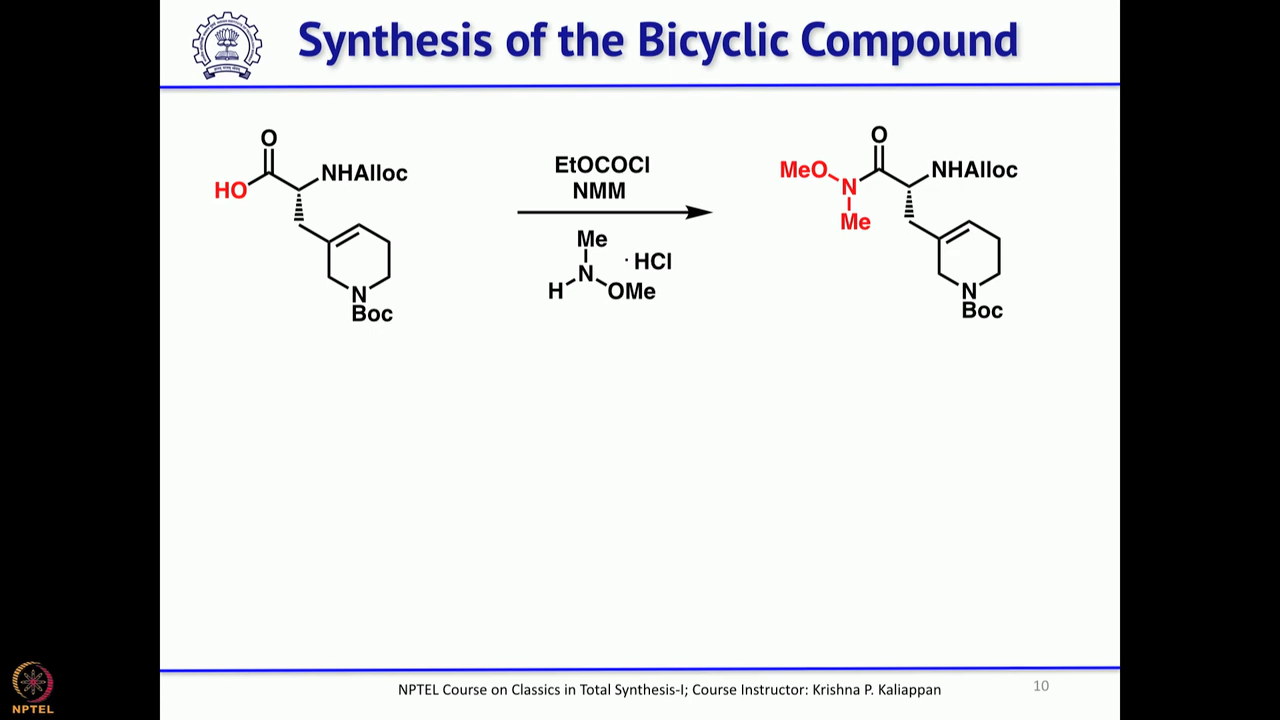 Synthesis of the Bicyclic Compound
O
HO
NHAlloc
N
Boc
EtOCOCl
NMM
Me
N
· HCl
H
OMe
O
MeO
N
Me
NHAlloc
N
Boc
NPTEL Course on Classics in Total Synthesis-I; Course Instructor: Krishna P. Kaliappan
10
NPTEL